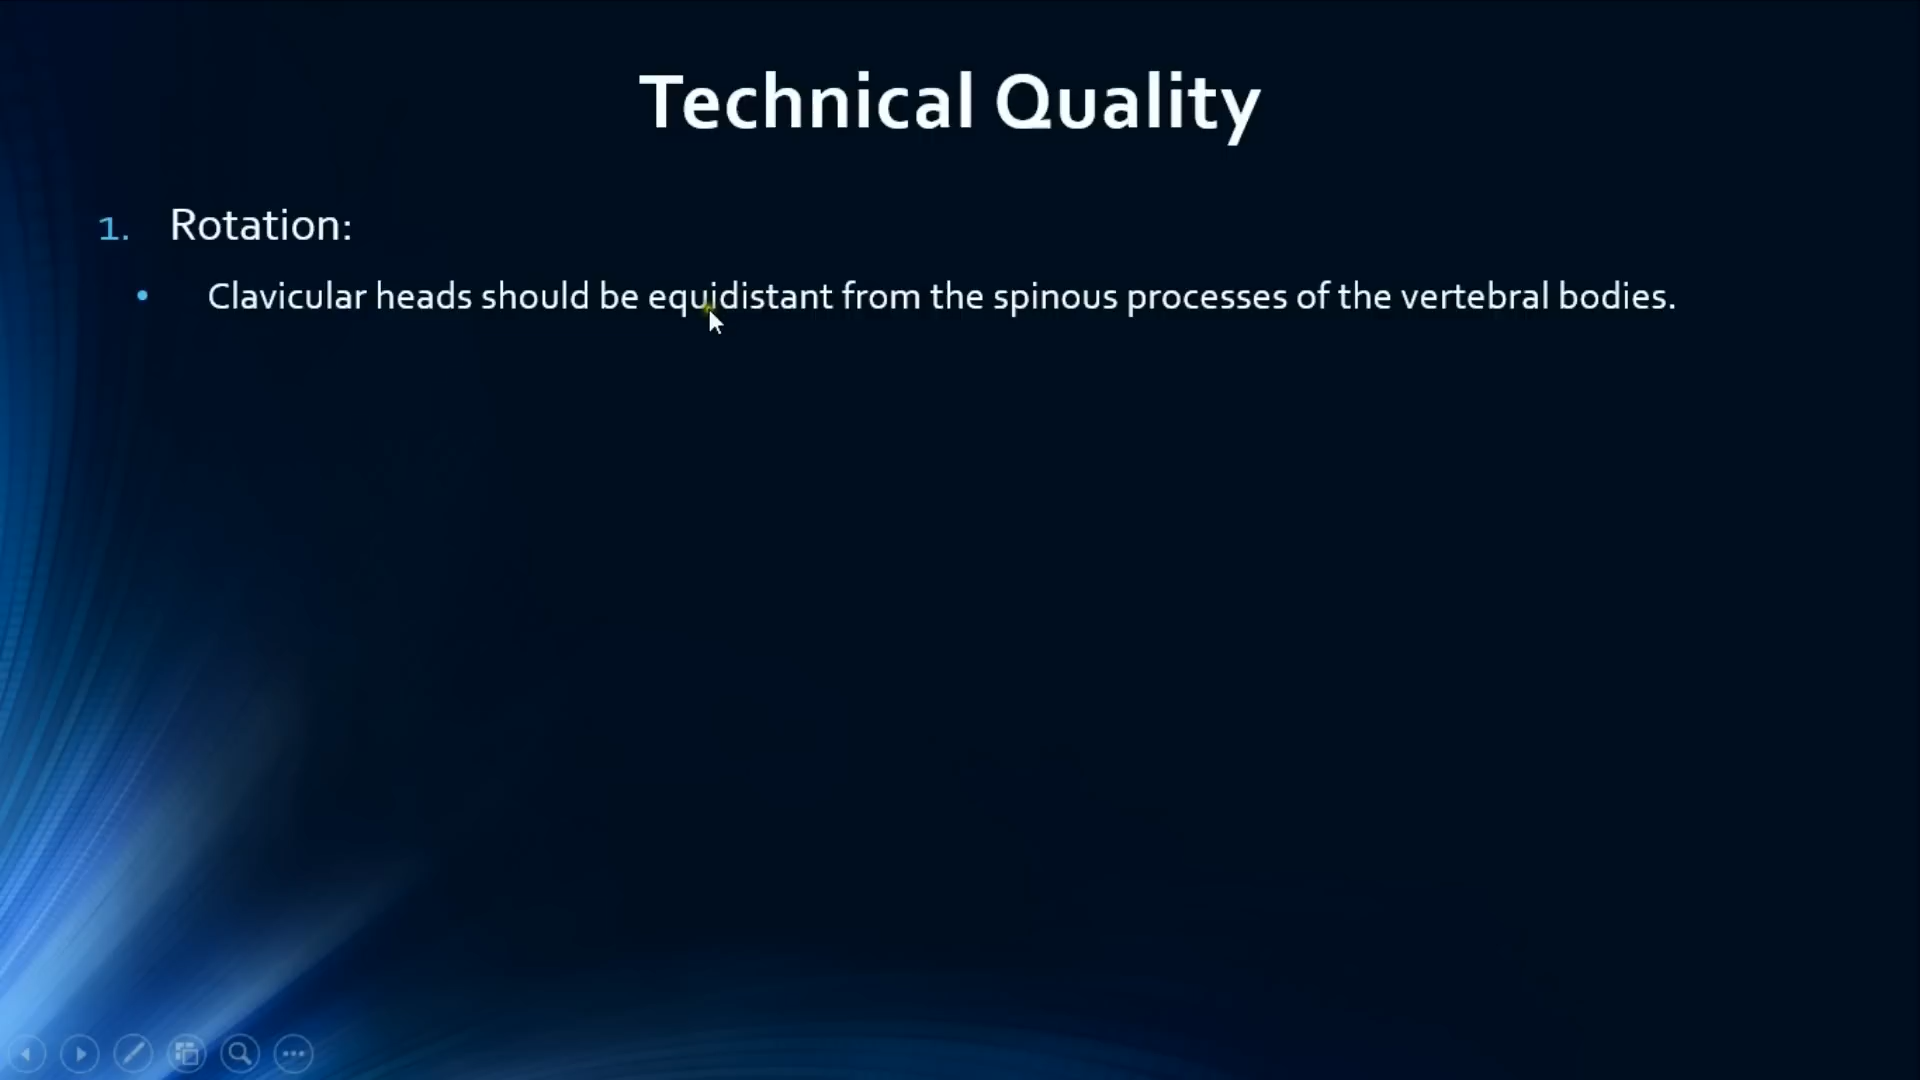 Technical Quality
1. Rotation:
• Clavicular heads should be equidistant from the spinous processes of the vertebral bodies.